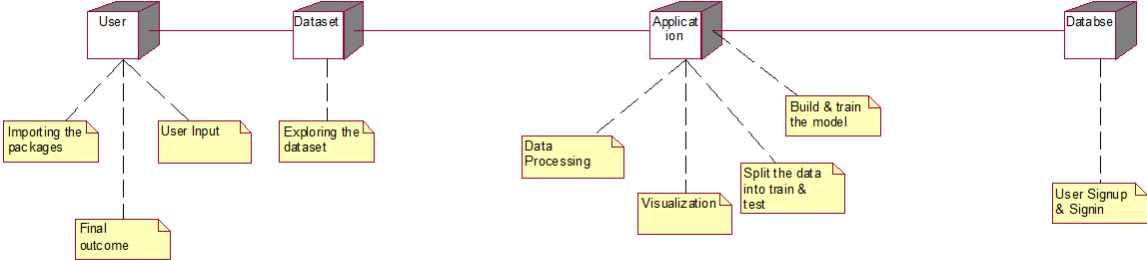 User
Dataset
Applicat
ion
Databse
Importing the
packages
User Input
Exploring the
dataset
Data
Processing
Build & train
the model
Split the data
into train &
test
Visualization
User Signup
& Signin
Final
outcome